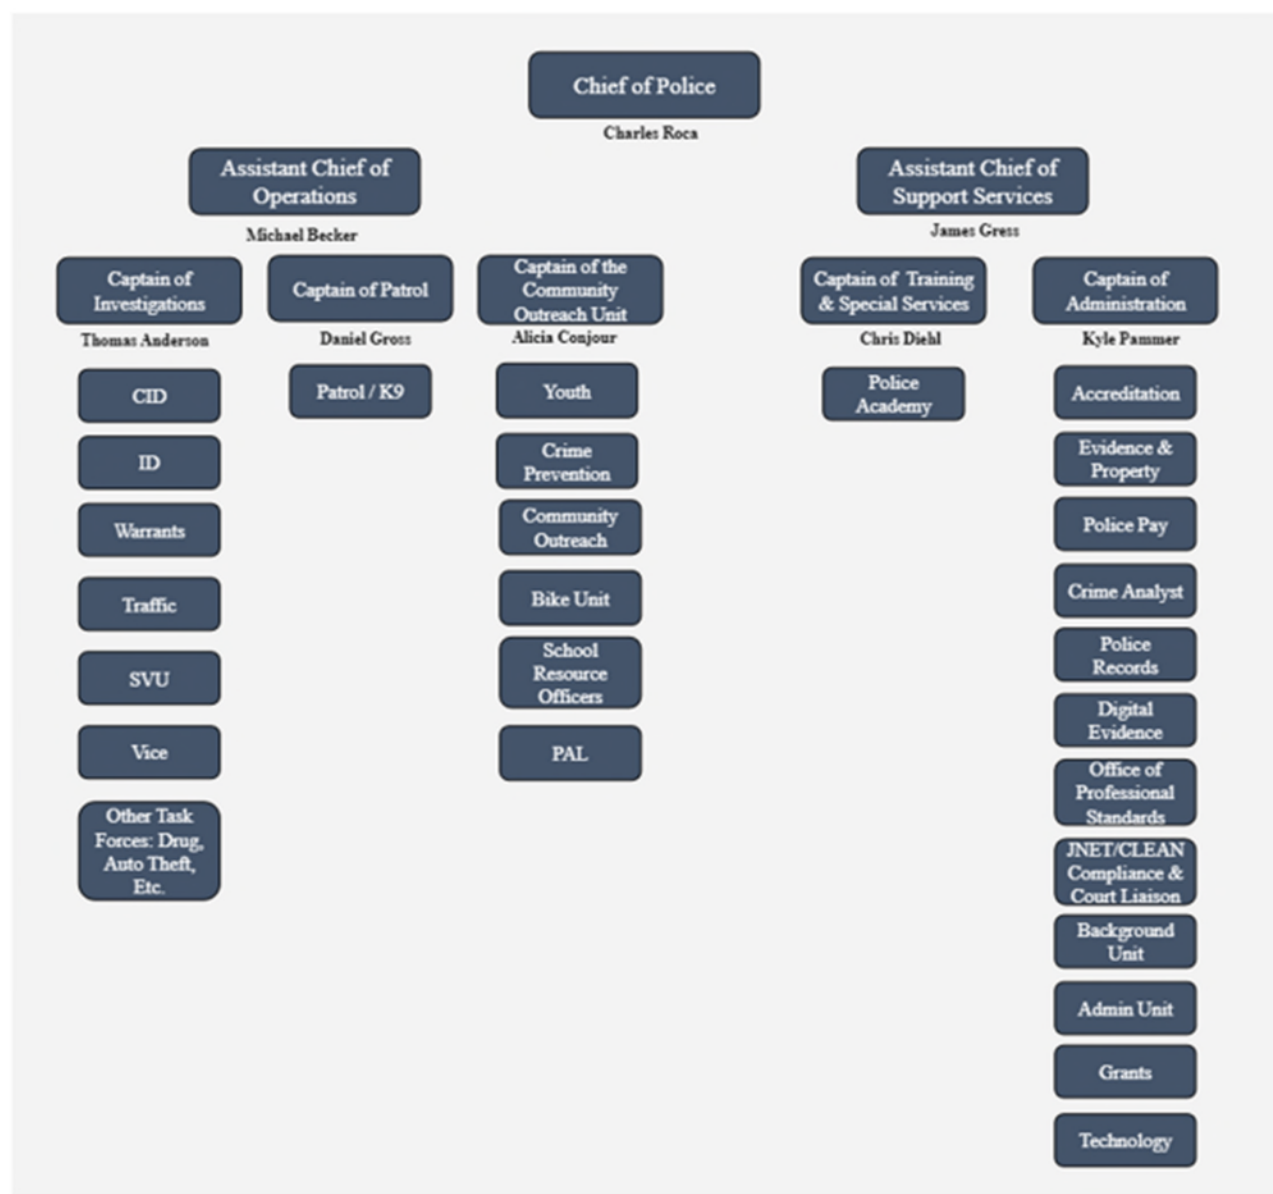 Chief of Police
Charles Roca
Assistant Chief of
Operations
Michael Becker
Assistant Chief of
Support Services
James Gress
Captain of
Investigations
Thomas Anderson
Captain of Patrol
Daniel Gross
Captain of the
Community
Outreach Unit
Alicia Conjour
Captain of Training
& Special Services
Chris Diehl
Captain of
Administration
Kyle Pammer
CID
ID
Warrants
Traffic
SVU
Vice
Other Task
Forces: Drug,
Auto Theft,
Etc.
Patrol / K9
Youth
Crime
Prevention
Community
Outreach
Bike Unit
School
Resource
Officers
PAL
Police
Academy
Accreditation
Evidence &
Property
Police Pay
Crime Analyst
Police
Records
Digital
Evidence
Office of
Professional
Standards
JNET/CLEAN
Compliance &
Court Liaison
Background
Unit
Admin Unit
Grants
Technology